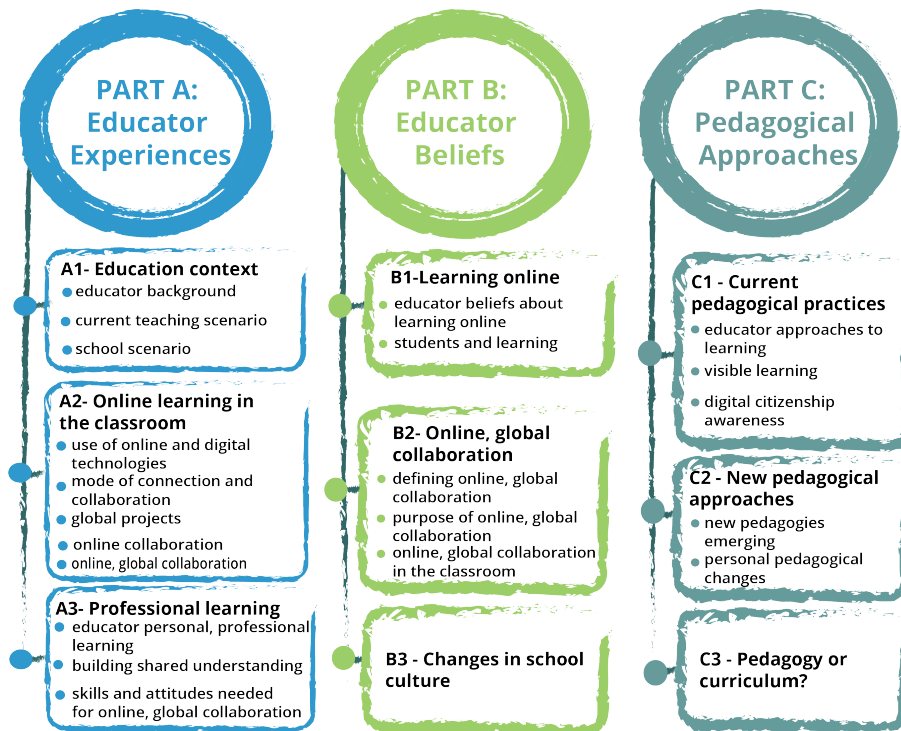 PART A:
Educator
Experiences
A1- Education context
educator background
current teaching scenario
school scenario
A2- Online learning in
the classroom
use of online and digital
technologies
mode of connection and
collaboration
global projects
online collaboration
online, global collaboration
A3- Professional learning
educator personal, professional
learning
building shared understanding
skills and attitudes needed
for online, global collaboration
PART B:
Educator
Beliefs
B1-Learning online
educator beliefs about
learning online
students and learning
B2- Online, global
collaboration
defining online, global
collaboration
purpose of online, global
collaboration
online, global collaboration
in the classroom
B3 - Changes in school
culture
PART C:
Pedagogical
Approaches
C1 - Current
pedagogical practices
educator approaches to
learning
visible learning
digital citizenship
awareness
C2 - New pedagogical
approaches
new pedagogies
emerging
personal pedagogical
changes
C3 - Pedagogy or
curriculum?